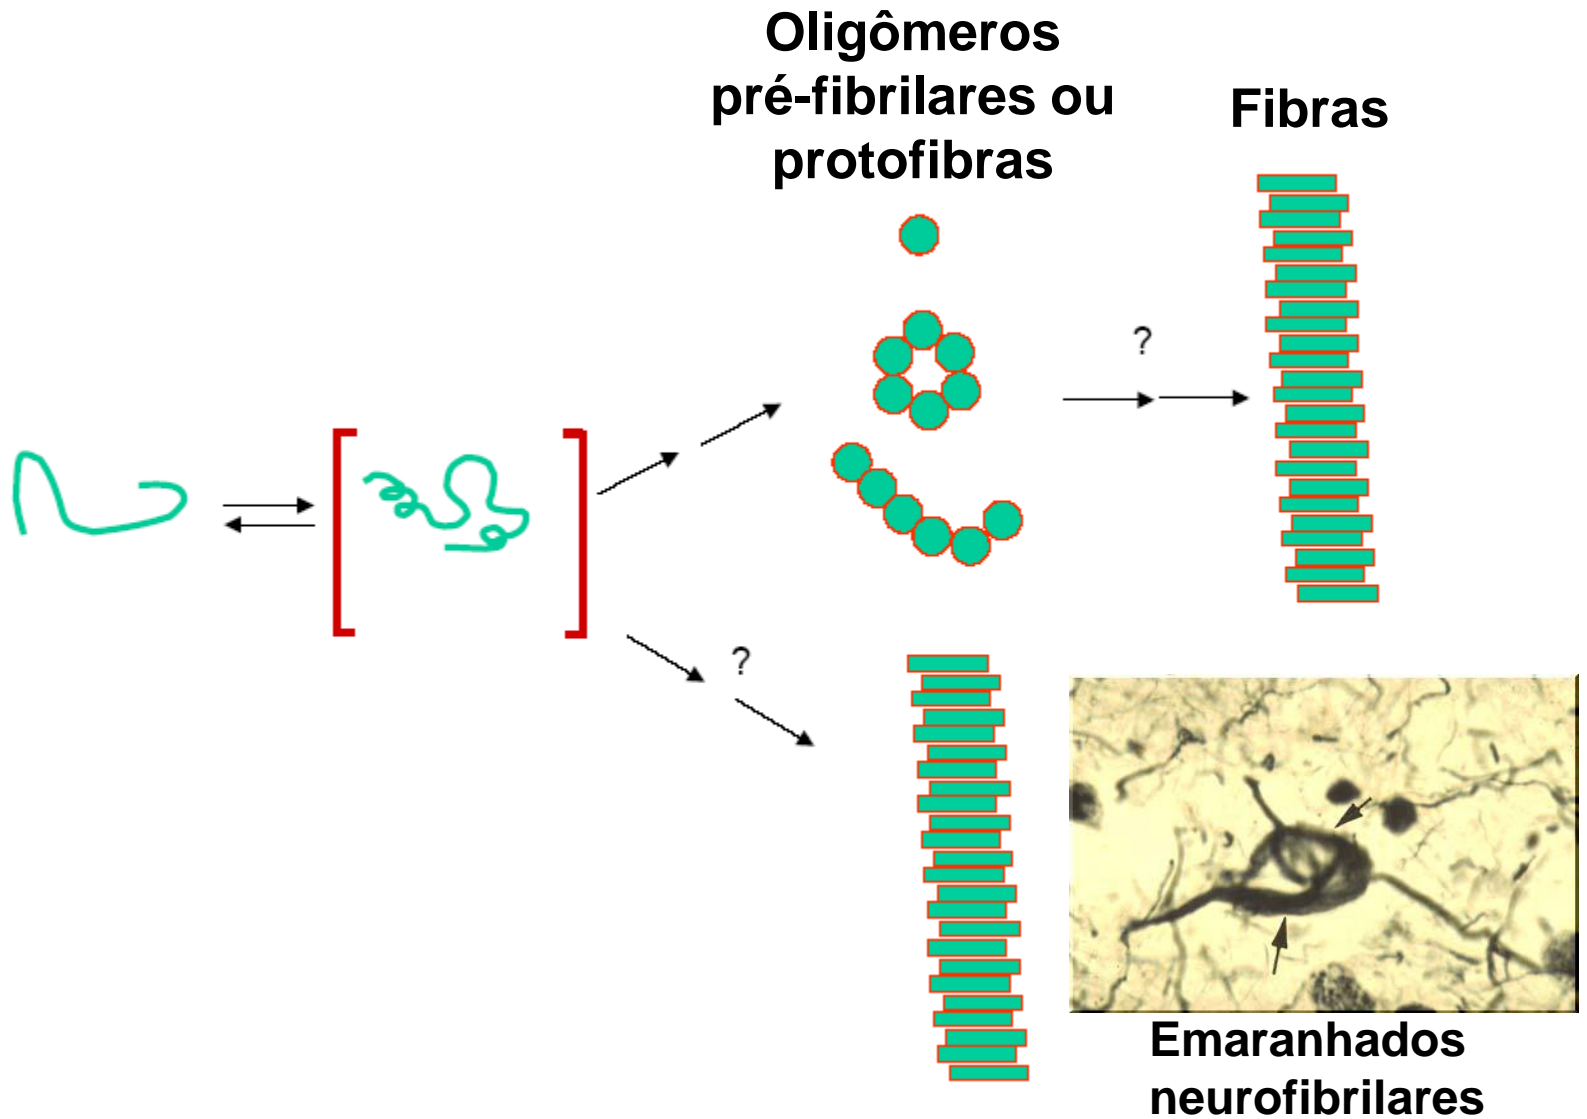 Oligômeros
pré-fibrilares ou
protofibras
Fibras
?
?
Emaranhados
neurofibrilares